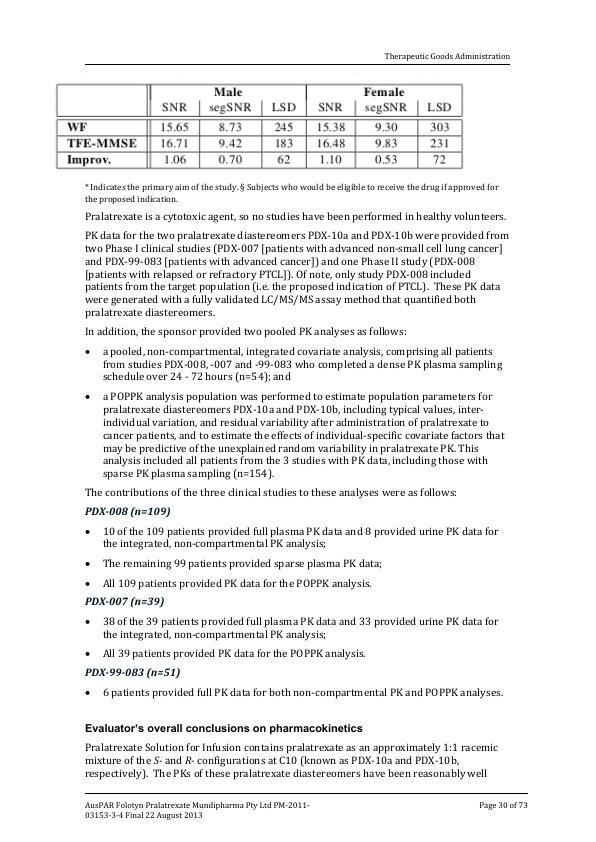 Therapeutic Goods Administration
Male Female
SNR segSNR LSD SNR segSNR LSD
WF 15.65 8.73 245 15.38 9.30 303
TFE-MMSE 16.71 9.42 183 16.48 9.83 231
Improv. 1.06 0.70 62 1.10 0.53 72
* Indicates the primary aim of the study. § Subjects who would be eligible to receive the drug if approved for
the proposed indication.
Pralatrexate is a cytotoxic agent, so no studies have been performed in healthy volunteers.
PK data for the two pralatrexate diastereomers PDX-10a and PDX-10b were provided from
two Phase I clinical studies (PDX-007 [patients with advanced non-small cell lung cancer]
and PDX-99-083 [patients with advanced cancer]) and one Phase II study (PDX-008
[patients with relapsed or refractory PTCL]). Of note, only study PDX-008 included
patients from the target population (i.e. the proposed indication of PTCL). These PK data
were generated with a fully validated LC/MS/MS assay method that quantified both
pralatrexate diastereomers.
In addition, the sponsor provided two pooled PK analyses as follows:
• a pooled, non-compartmental, integrated covariate analysis, comprising all patients
from studies PDX-008, -007 and -99-083 who completed a dense PK plasma sampling
schedule over 24 - 72 hours (n=54); and
• a POPPK analysis population was performed to estimate population parameters for
pralatrexate diastereomers PDX-10a and PDX-10b, including typical values, inter-
individual variation, and residual variability after administration of pralatrexate to
cancer patients, and to estimate the effects of individual-specific covariate factors that
may be predictive of the unexplained random variability in pralatrexate PK. This
analysis included all patients from the 3 studies with PK data, including those with
sparse PK plasma sampling (n=154).
The contributions of the three clinical studies to these analyses were as follows:
PDX-008 (n=109)
• 10 of the 109 patients provided full plasma PK data and 8 provided urine PK data for
the integrated, non-compartmental PK analysis;
• The remaining 99 patients provided sparse plasma PK data;
• All 109 patients provided PK data for the POPPK analysis.
PDX-007 (n=39)
• 38 of the 39 patients provided full plasma PK data and 33 provided urine PK data for
the integrated, non-compartmental PK analysis;
• All 39 patients provided PK data for the POPPK analysis.
PDX-99-083 (n=51)
• 6 patients provided full PK data for both non-compartmental PK and POPPK analyses.
Evaluator's overall conclusions on pharmacokinetics
Pralatrexate Solution for Infusion contains pralatrexate as an approximately 1:1 racemic
mixture of the S- and R- configurations at C10 (known as PDX-10a and PDX-10b,
respectively). The PKs of these pralatrexate diastereomers have been reasonably well
AusPAR Folotyn Pralatrexate Mundipharma Pty Ltd PM-2011-
03153-3-4 Final 22 August 2013
Page 30 of 73